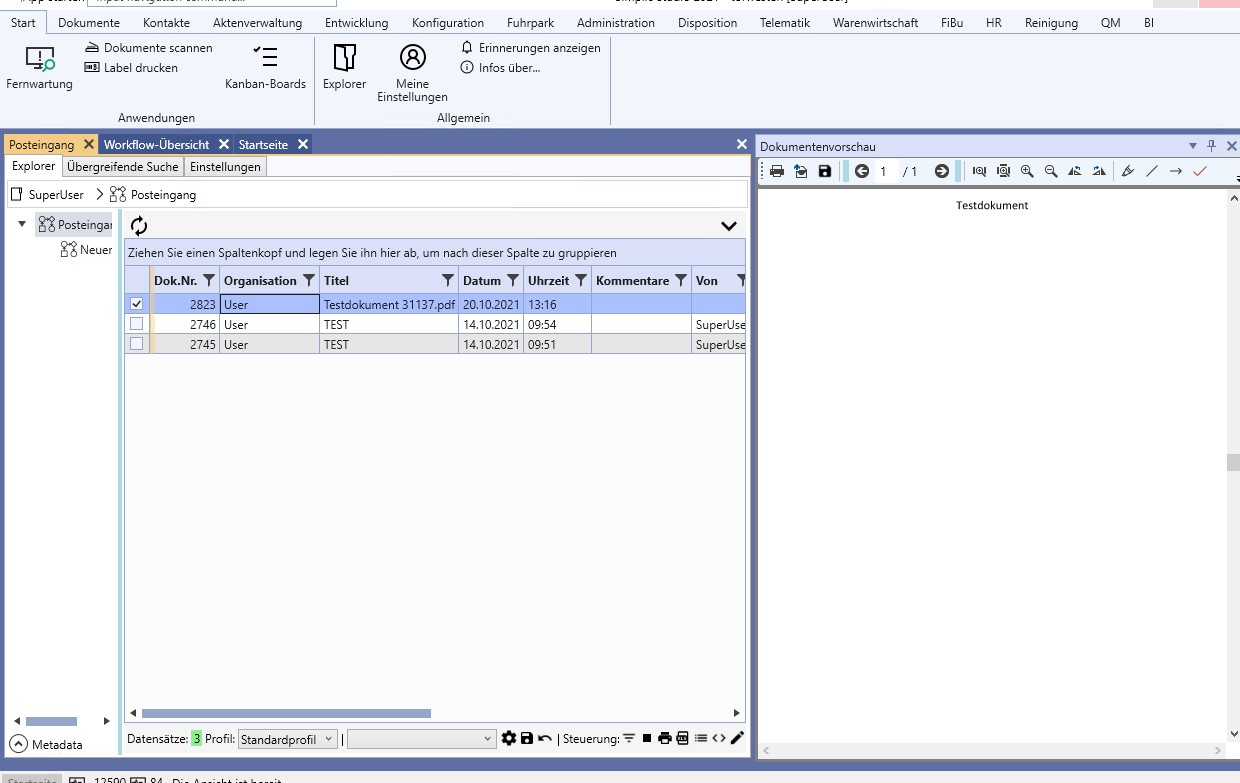 Start Dokumente Kontakte Aktenverwaltung Entwicklung Konfiguration Fuhrpark Administration Disposition Telematik Warenwirtschaft FiBu HR Reinigung QM BI
Fernwartung
Dokumente scannen
Label drucken
Kanban-Boards
Anwendungen
Explorer
Meine
Einstellungen
Erinnerungen anzeigen
Infos über...
Allgemein
Posteingang Workflow-Übersicht Startseite
Explorer Übergreifende Suche Einstellungen
SuperUser Posteingang
Posteingar
Neuer
Ziehen Sie einen Spaltenkopf und legen Sie ihn hier ab, um nach dieser Spalte zu gruppieren
Dok.Nr. Organisation Titel Datum Uhrzeit Kommentare Von
2823 User Testdokument 31137.pdf 20.10.2021 13:16
2746 User TEST 14.10.2021 09:54 SuperUse
2745 User TEST 14.10.2021 09:51 SuperUse
Datensätze: 3 Profil: Standardprofil | | Steuerung:
Metadata
Dokumentenvorschau
1 / 1
Testdokument
12590 84 Die Ansicht ist bereit